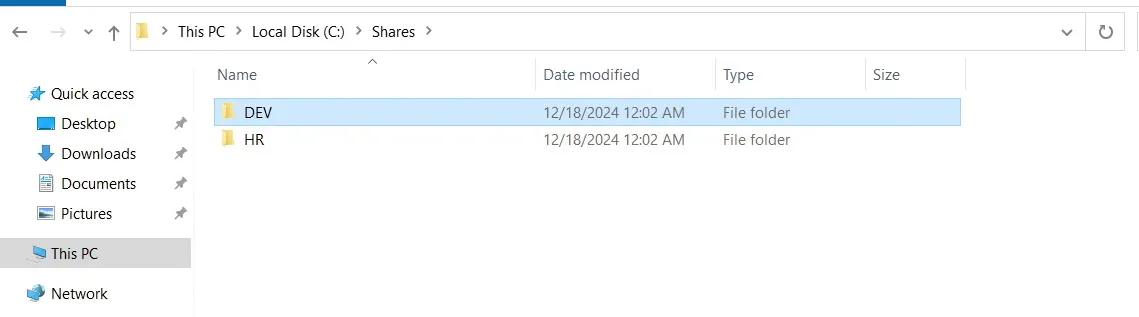 This PC > Local Disk (C:) > Shares >
Name Date modified Type Size
Quick access
Desktop
Downloads
Documents
Pictures
This PC
Network
DEV 12/18/2024 12:02 AM File folder
HR 12/18/2024 12:02 AM File folder